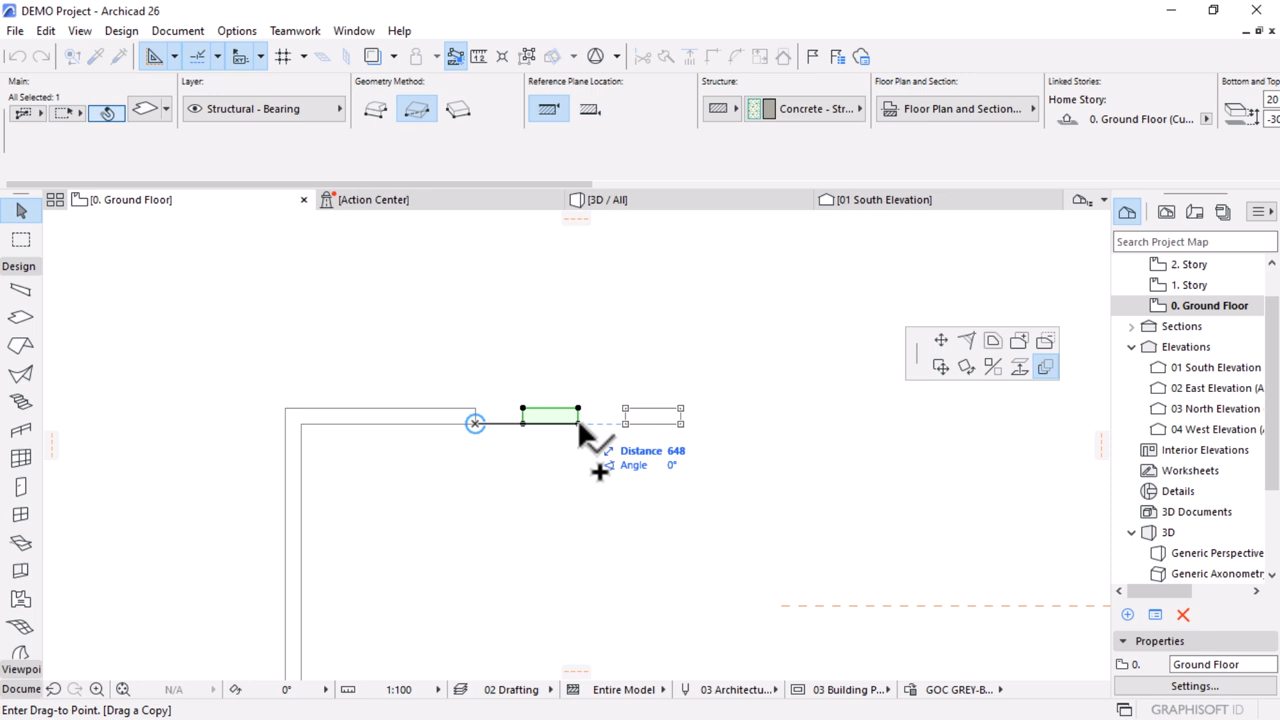 DEMO Project - Archicad 26
File Edit View Design Document Options Teamwork Window Help
Main: Layer: Geometry Method: Reference Plane Location: Structure: Floor Plan and Section: Linked Stories: Bottom and Top
All Selected: 1
Structural - Bearing
Concrete - Str...
Floor Plan and Section...
Home Story:
0. Ground Floor (Cu...
20
-30
[0. Ground Floor]
[Action Center]
[3D / All]
[01 South Elevation]
Design
Viewpoi
Docume
Distance 648
Angle 0°
Search Project Map
2. Story
1. Story
0. Ground Floor
Sections
Elevations
01 South Elevation
02 East Elevation (A
03 North Elevation
04 West Elevation (
Interior Elevations
Worksheets
Details
3D Documents
3D
Generic Perspective
Generic Axonometr
Properties
0. Ground Floor
Settings...
N/A 0° 1:100 02 Drafting Entire Model 03 Architectu... 03 Building P... GOC GREY-B...
Enter Drag-to Point. [Drag a Copy]
GRAPHISOFT ID